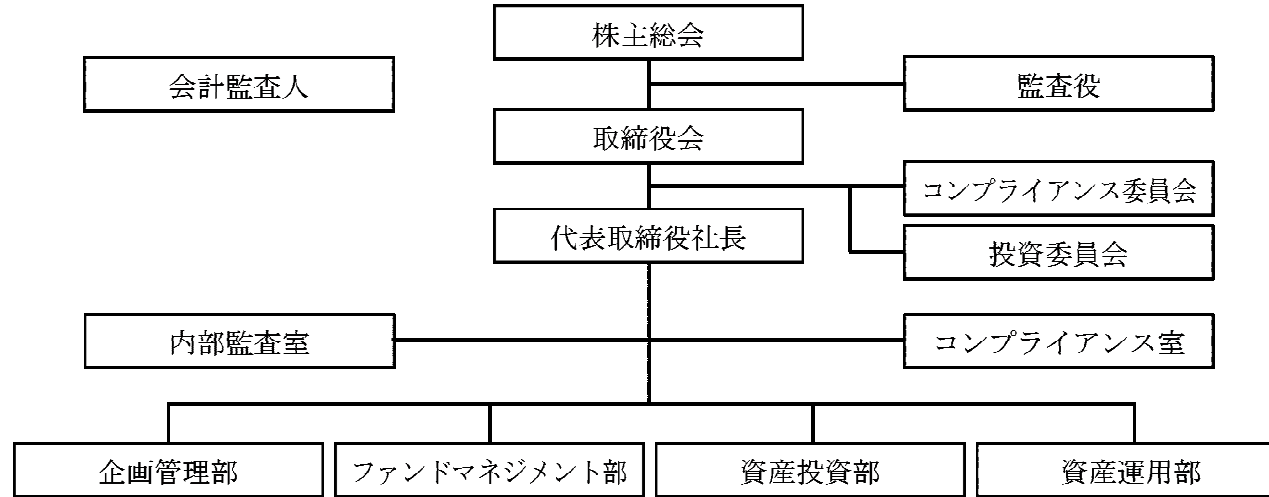 株主総会
会計監査人
監査役
取締役会
コンプライアンス委員会
代表取締役社長
投資委員会
内部監査室
コンプライアンス室
企画管理部
ファンドマネジメント部
資産投資部
資産運用部